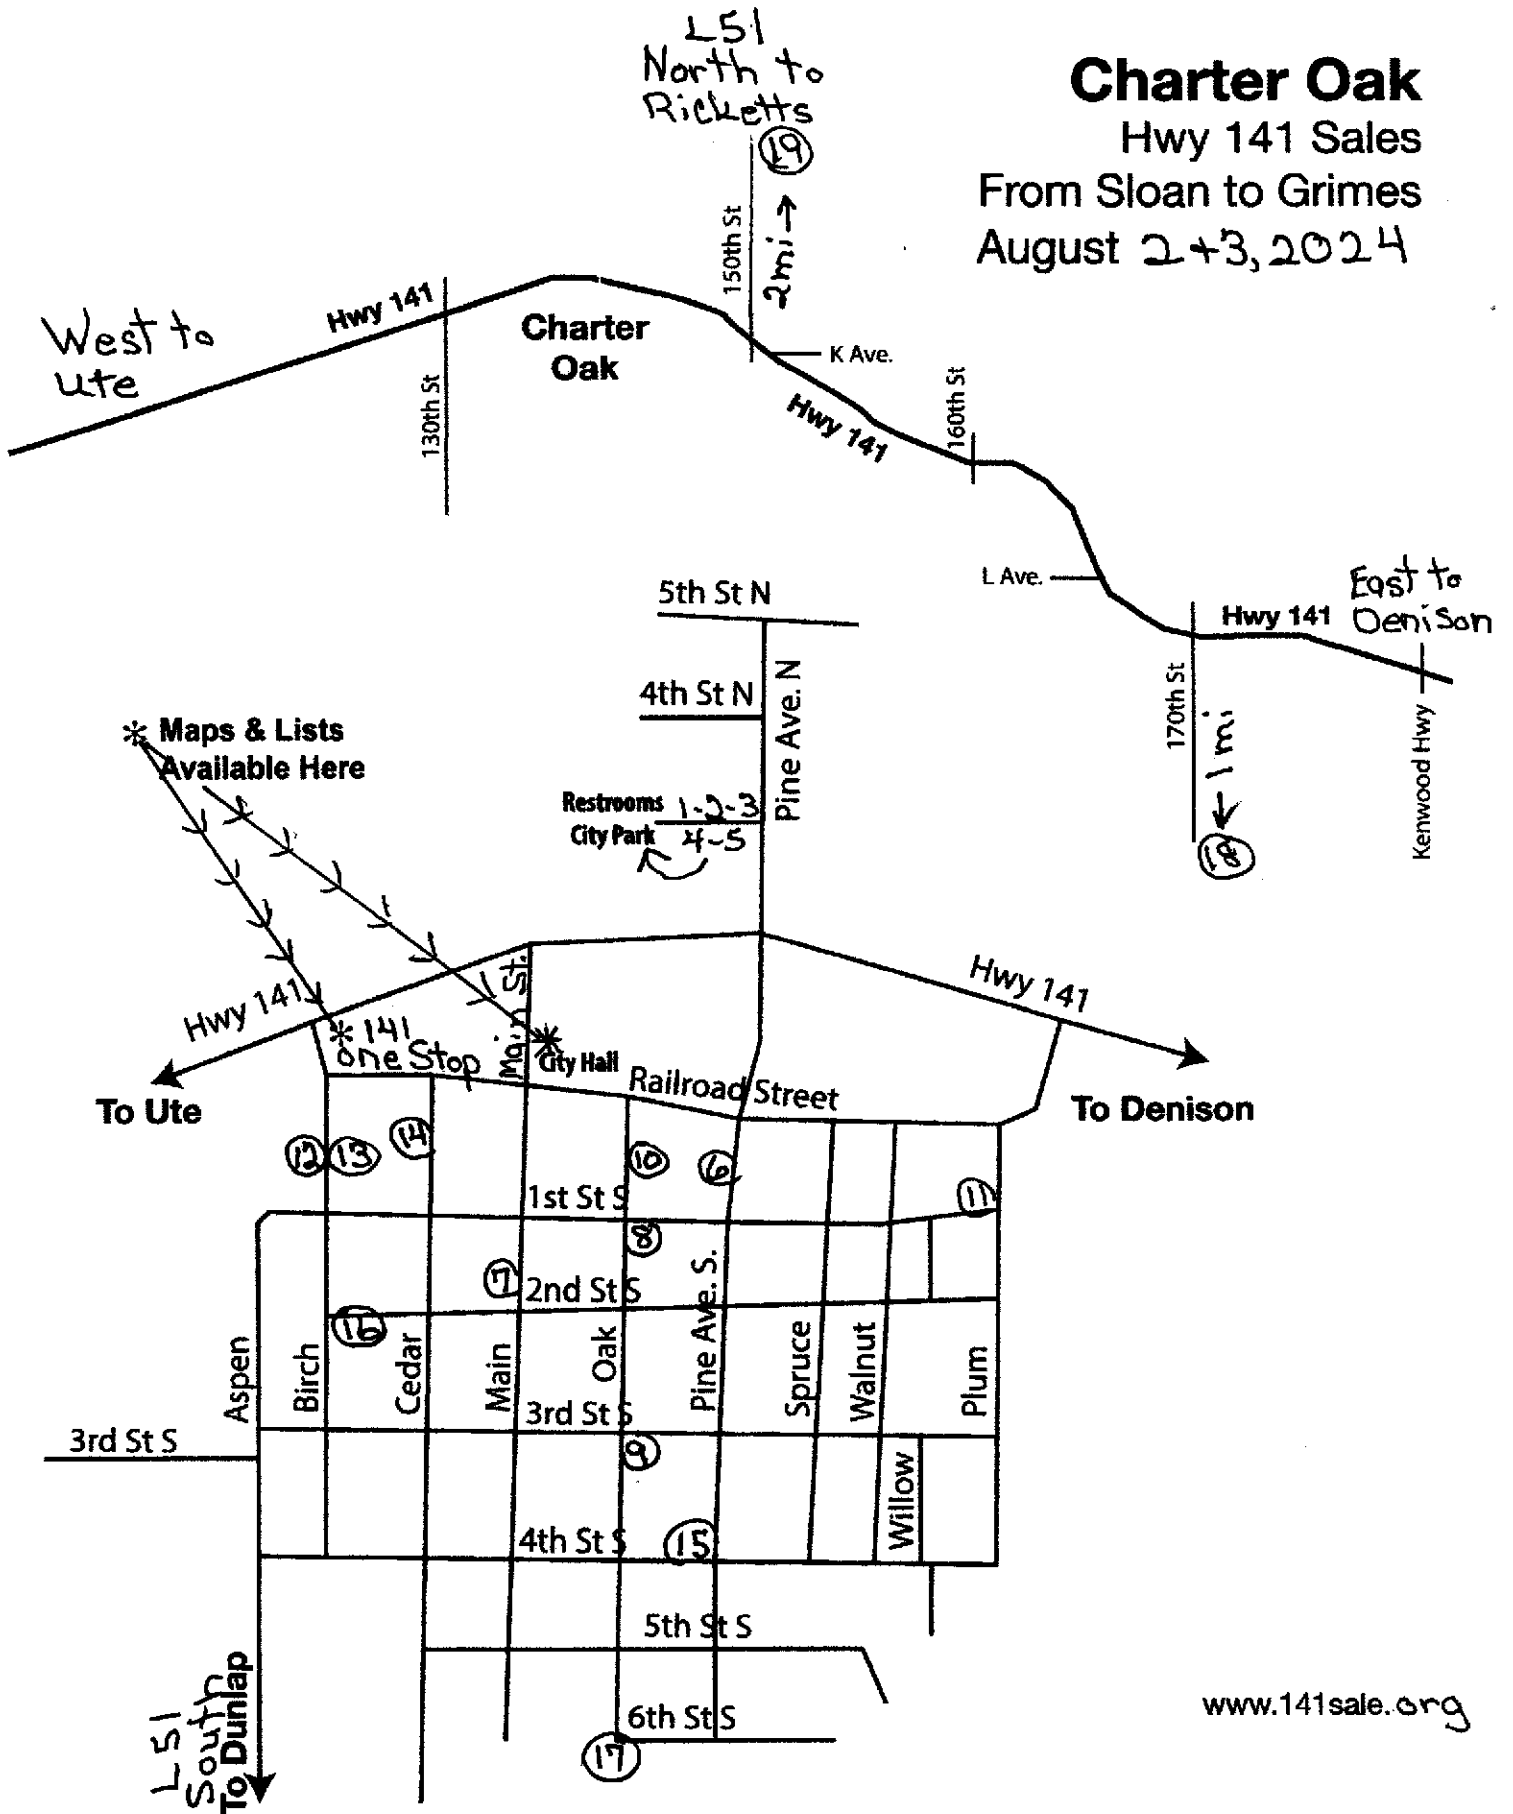 L51
North to
Ricketts
19
Charter Oak
Hwy 141 Sales
From Sloan to Grimes
August 2+3, 2024
150th St
2mi →
West to
Ute
Hwy 141
Charter
Oak
K Ave.
130th St
Hwy 141
160th St
L Ave.
East to
Denison
Hwy 141
170th St
1 mi
18
Kenwood Hwy
5th St N
4th St N
Pine Ave. N
* Maps & Lists
Available Here
Restrooms 1-2-3
City Park 4-5
Hwy 141
* 141
One Stop
Main St.
*
City Hall
Hwy 141
Railroad Street
To Ute
To Denison
12 13
14
10
6
11
1st St S
8
7
2nd St S
16
Aspen
Birch
Cedar
Main
Oak
Pine Ave. S.
Spruce
Walnut
Plum
3rd St S
3rd St S
9
Willow
4th St S
15
5th St S
6th St S
17
L51
South
To Dunlap
www.141sale.org